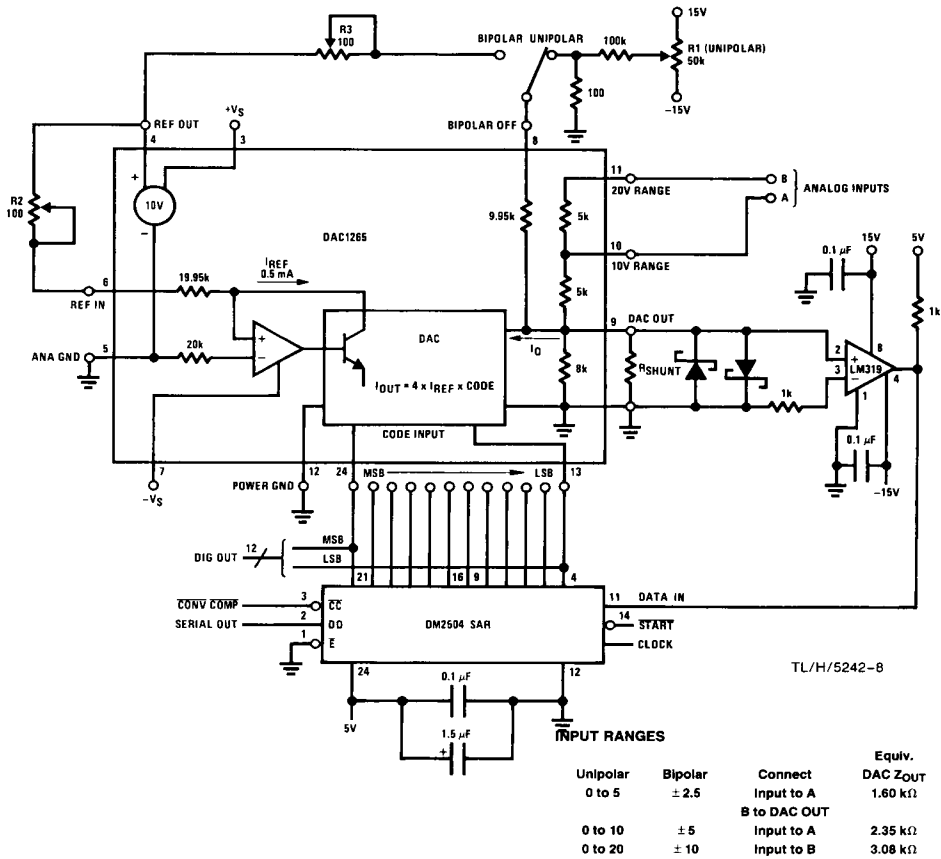 15V
R3
100
BIPOLAR UNIPOLAR
100k
R1 (UNIPOLAR)
50k
100
−15V
+VS
REF OUT
BIPOLAR OFF
4
3
8
11
20V RANGE
B
A
ANALOG INPUTS
+
10V
−
R2
100
9.95k
5k
DAC1265
10
10V RANGE
15V
5V
0.1 µF
6
REF IN
19.95k
IREF
0.5 mA
5k
1k
9
DAC OUT
ANA GND
5
20k
+
−
DAC
IO
8k
RSHUNT
2
+
3
−
8
LM319
4
1
IOUT = 4 x IREF x CODE
1k
CODE INPUT
0.1 µF
−15V
7
−VS
12
24
MSB
LSB
13
POWER GND
DIG OUT
12
MSB
LSB
21
16
9
4
CONV COMP
3
CC
11
DATA IN
SERIAL OUT
2
DO
DM2504 SAR
14
START
1
E
CLOCK
24
12
TL/H/5242-8
0.1 µF
5V
1.5 µF
+
INPUT RANGES
Unipolar Bipolar Connect Equiv. DAC ZOUT
0 to 5 ±2.5 Input to A 1.60 kΩ
B to DAC OUT
0 to 10 ±5 Input to A 2.35 kΩ
0 to 20 ±10 Input to B 3.08 kΩ